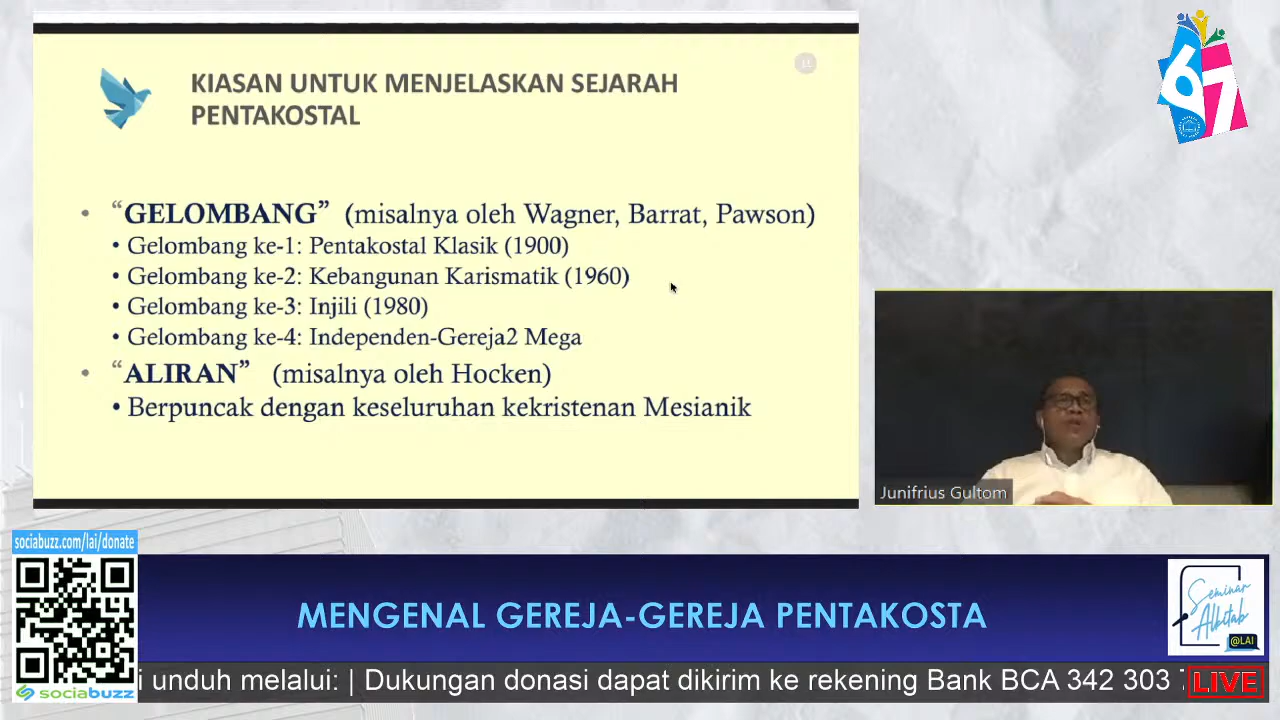 KIASAN UNTUK MENJELASKAN SEJARAH
PENTAKOSTAL
• "GELOMBANG" (misalnya oleh Wagner, Barrat, Pawson)
• Gelombang ke-1: Pentakostal Klasik (1900)
• Gelombang ke-2: Kebangunan Karismatik (1960)
• Gelombang ke-3: Injili (1980)
• Gelombang ke-4: Independen-Gereja2 Mega
• "ALIRAN" (misalnya oleh Hocken)
• Berpuncak dengan keseluruhan kekristenan Mesianik
67
Junifrius Gultom
sociabuzz.com/lai/donate
sociabuzz
MENGENAL GEREJA-GEREJA PENTAKOSTA
Seminar
Alkitab
@LAI
unduh melalui: | Dukungan donasi dapat dikirim ke rekening Bank BCA 342 303
LIVE